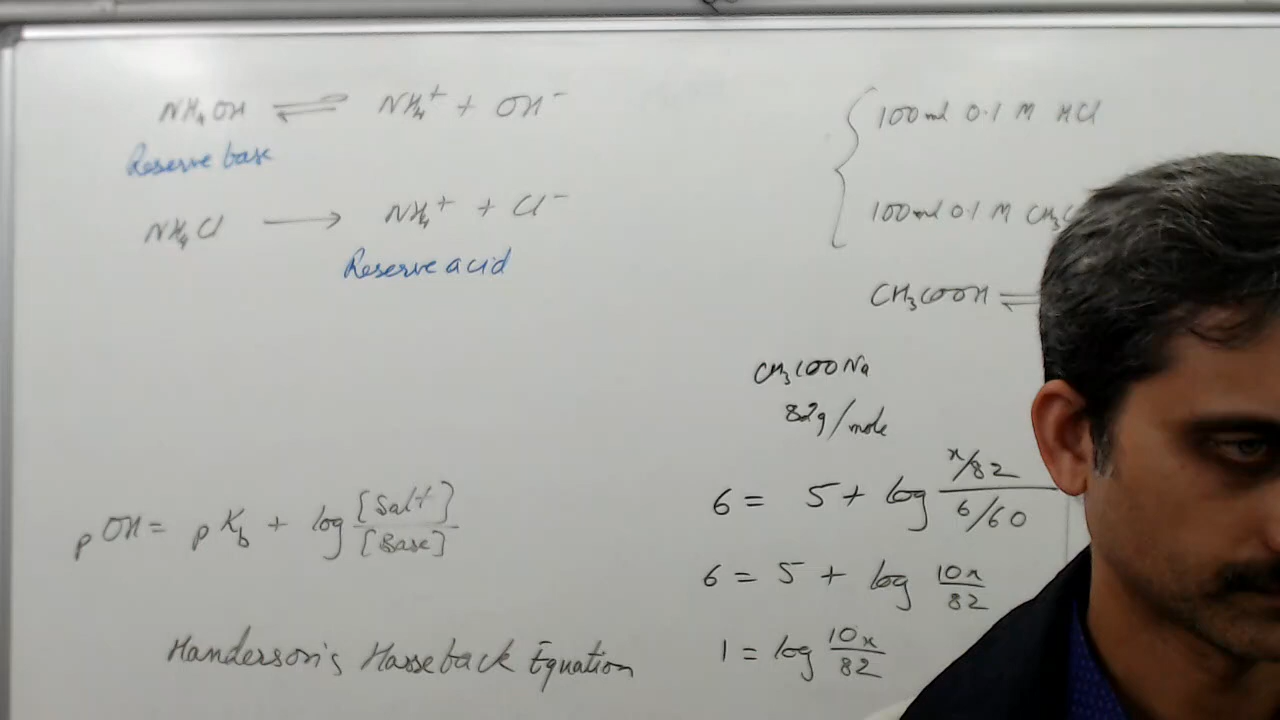 NH₄OH ⇌ NH₄⁺ + OH⁻
Reserve base
NH₄Cl → NH₄⁺ + Cl⁻
Reserve acid
pOH = pK_b + log [Salt]/[Base]
Handerson's Hasseback Equation
100ml 0.1 M HCl
100ml 0.1 M
CH₃COOH ⇌
CH₃COONa
82g/mole
6 = 5 + log (x/82)/(6/60)
6 = 5 + log 10x/82
1 = log 10x/82